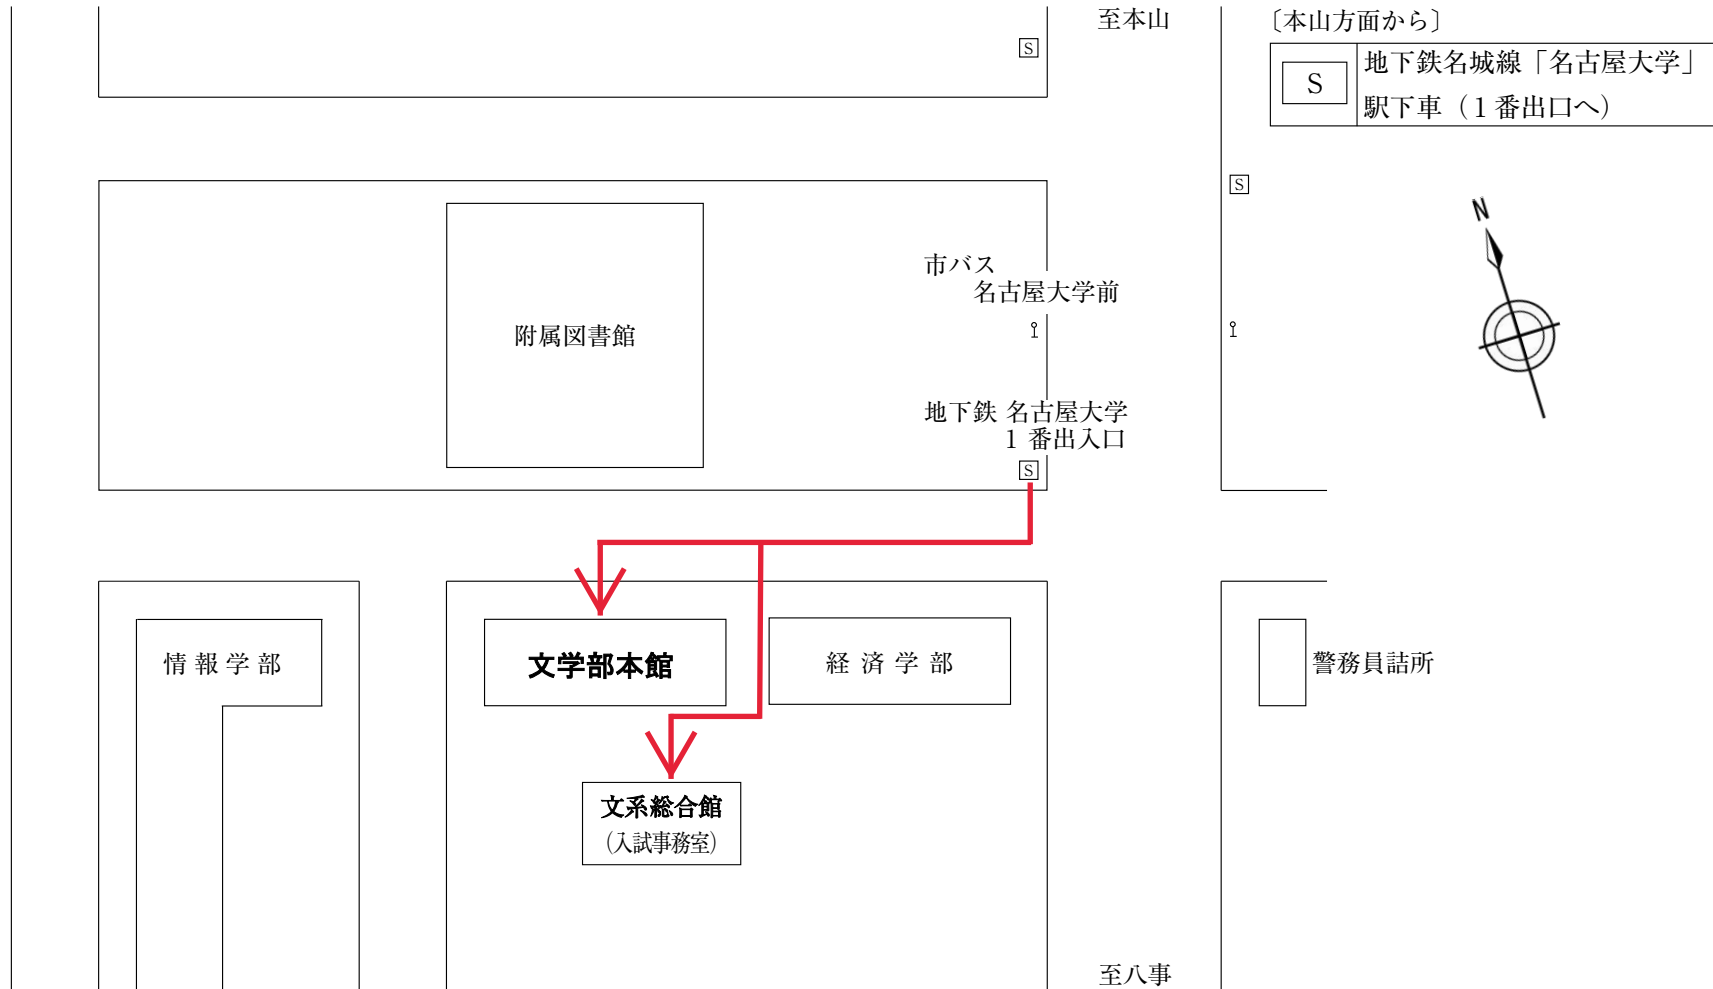 至本山
〔本山方面から〕
S
S
地下鉄名城線「名古屋大学」
駅下車（１番出口へ）
S
N
市バス
名古屋大学前
附属図書館
地下鉄 名古屋大学
１ 番出入口
S
情 報 学 部
文学部本館
経 済 学 部
警務員詰所
文系総合館
（入試事務室）
至八事